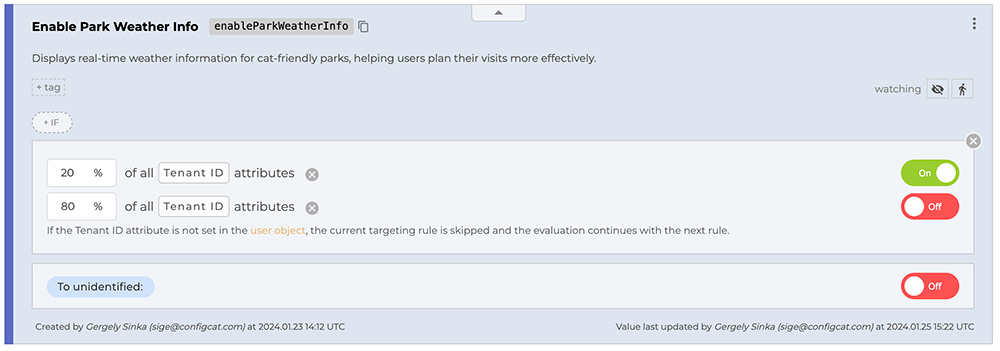 Enable Park Weather Info enableParkWeatherInfo
Displays real-time weather information for cat-friendly parks, helping users plan their visits more effectively.
+ tag watching
+ IF
20 % of all Tenant ID attributes On
80 % of all Tenant ID attributes Off
If the Tenant ID attribute is not set in the user object, the current targeting rule is skipped and the evaluation continues with the next rule.
To unidentified: Off
Created by Gergely Sinka (sige@configcat.com) at 2024.01.23 14:12 UTC Value last updated by Gergely Sinka (sige@configcat.com) at 2024.01.25 15:22 UTC